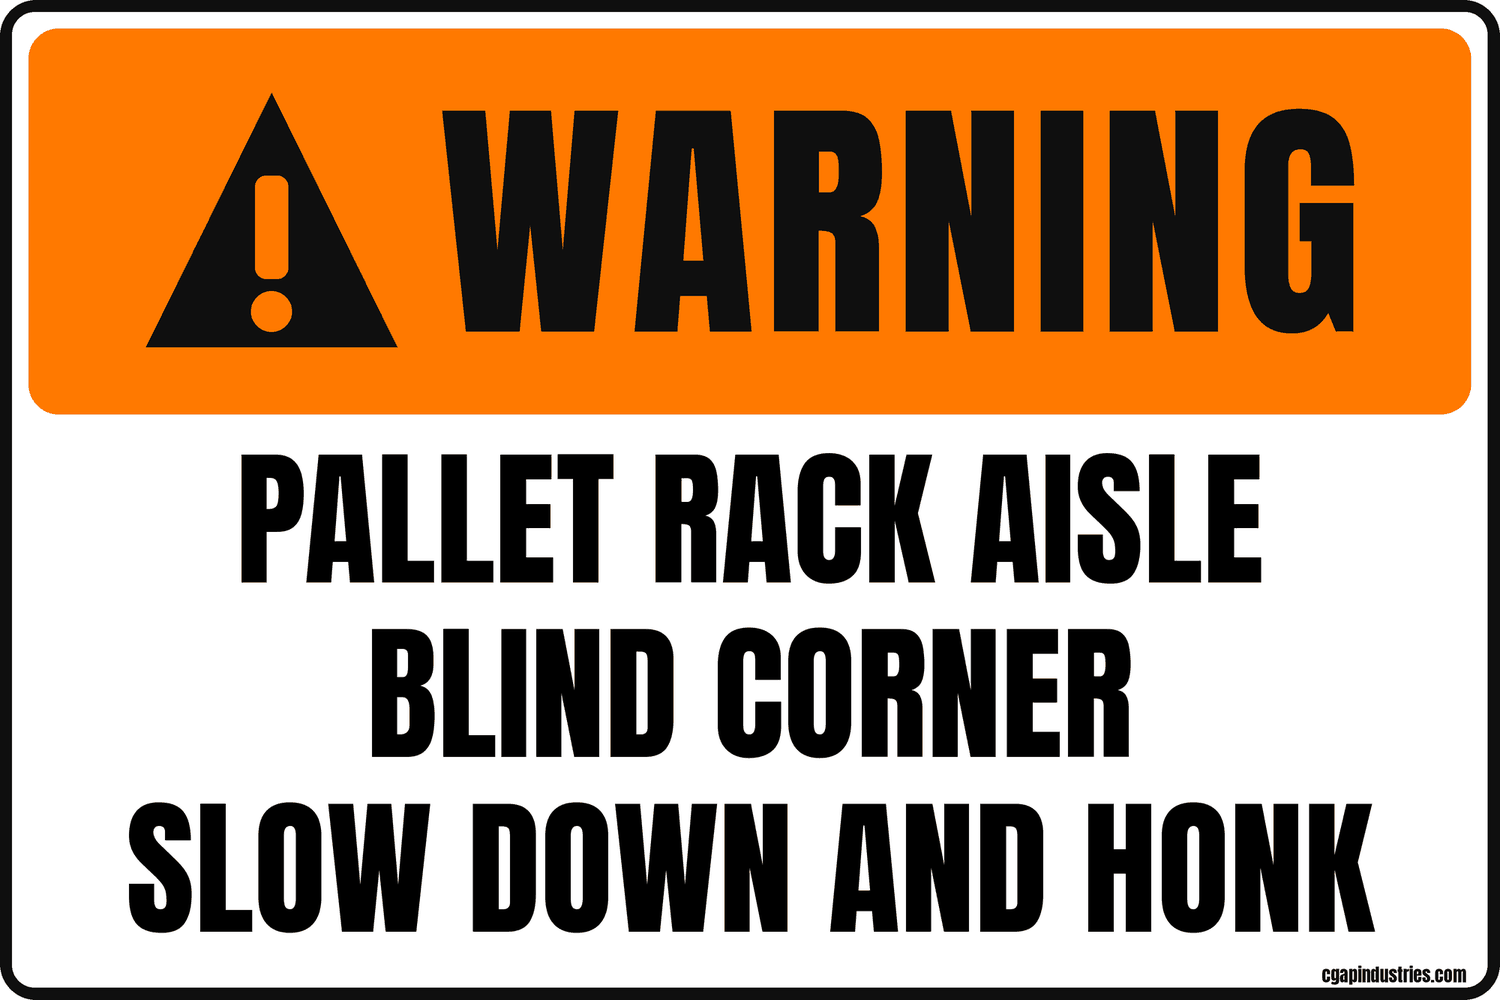 WARNING
PALLET RACK AISLE
BLIND CORNER
SLOW DOWN AND HONK
cgapindustries.com